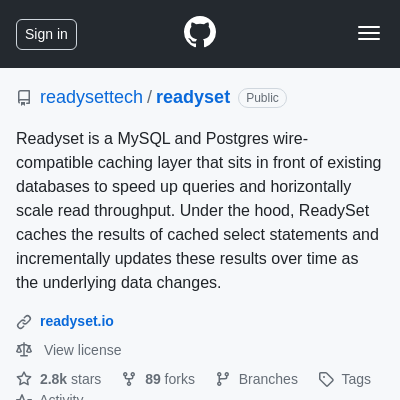 Sign in
readysettech / readyset Public
Readyset is a MySQL and Postgres wire-
compatible caching layer that sits in front of existing
databases to speed up queries and horizontally
scale read throughput. Under the hood, ReadySet
caches the results of cached select statements and
incrementally updates these results over time as
the underlying data changes.
readyset.io
View license
2.8k stars 89 forks Branches Tags
Activity